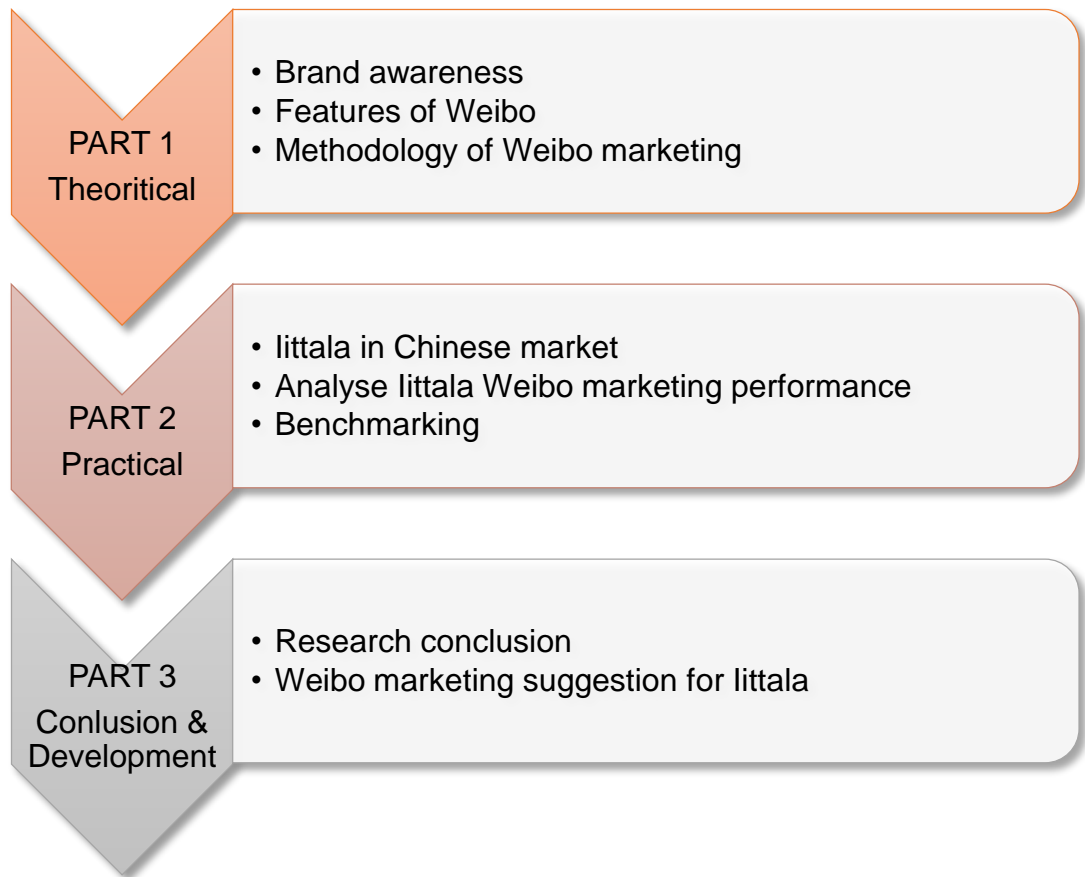 PART 1
Theoritical
• Brand awareness
• Features of Weibo
• Methodology of Weibo marketing
PART 2
Practical
• Iittala in Chinese market
• Analyse Iittala Weibo marketing performance
• Benchmarking
PART 3
Conlusion &
Development
• Research conclusion
• Weibo marketing suggestion for Iittala